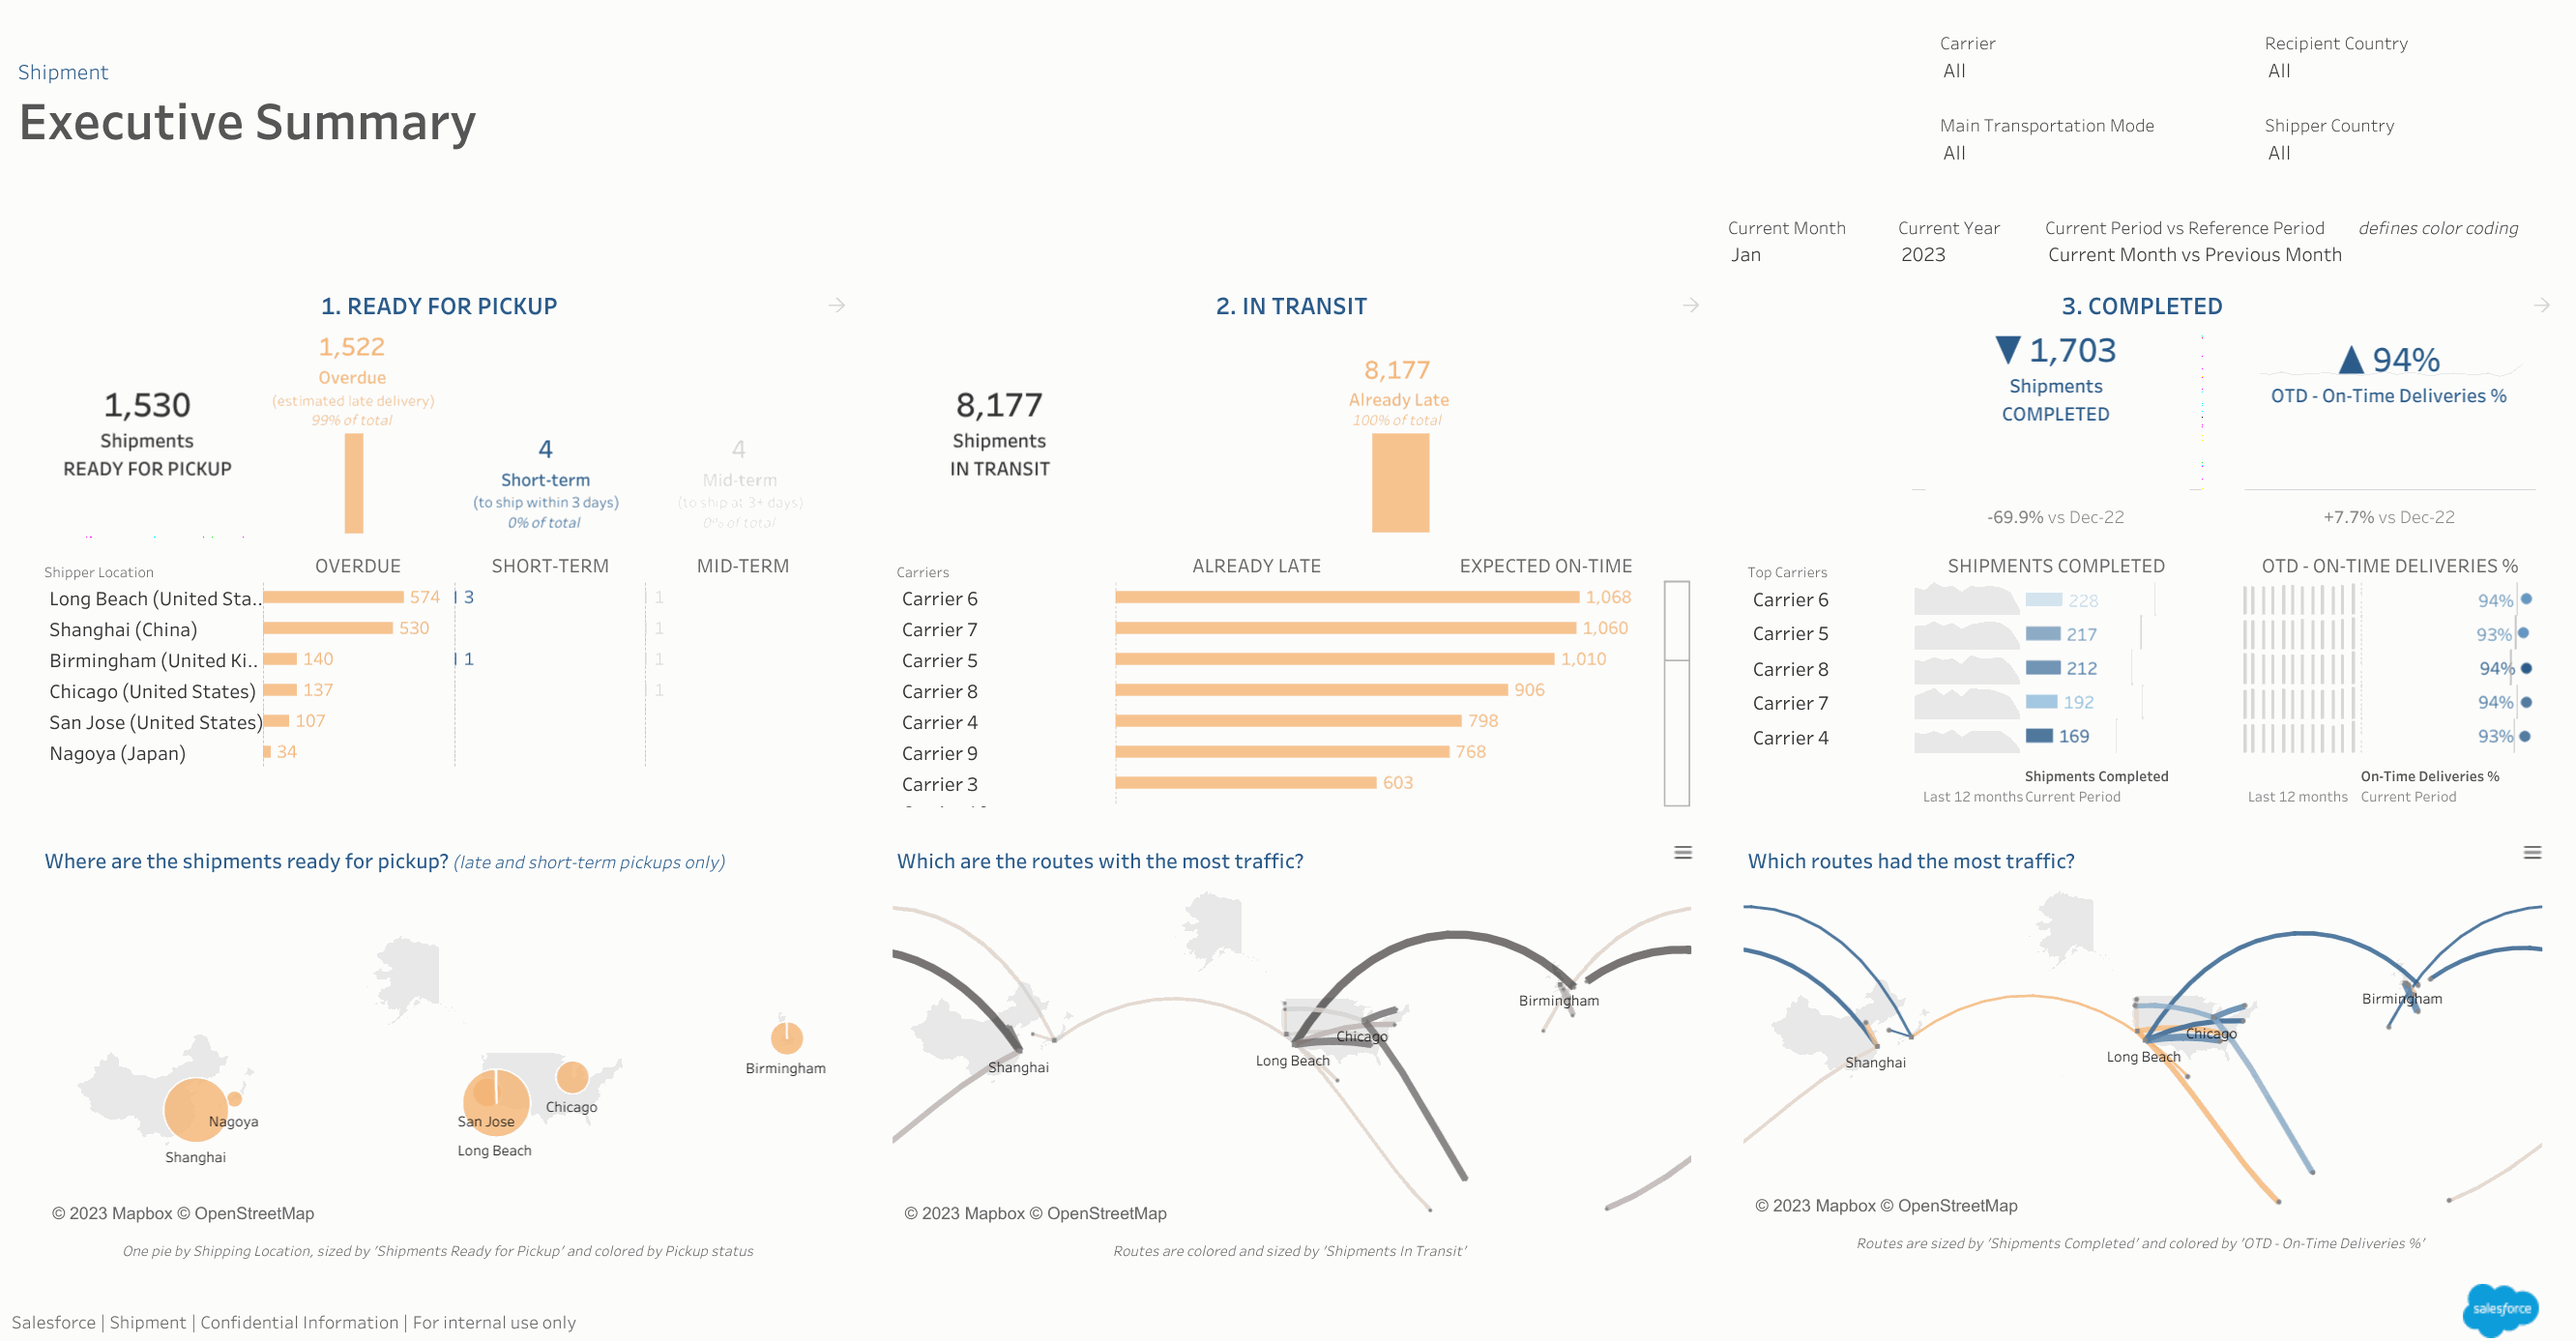 Shipment
Executive Summary
Carrier
All
Recipient Country
All
Main Transportation Mode
All
Shipper Country
All
Current Month
Jan
Current Year
2023
Current Period vs Reference Period
Current Month vs Previous Month
defines color coding
1. READY FOR PICKUP
1,530
Shipments
READY FOR PICKUP
1,522
Overdue
(estimated late delivery)
99% of total
4
Short-term
(to ship within 3 days)
0% of total
4
Mid-term
(to ship at 3+ days)
0% of total
Shipper Location
OVERDUE
SHORT-TERM
MID-TERM
Long Beach (United Sta.. 574 3 1
Shanghai (China) 530 1
Birmingham (United Ki.. 140 1 1
Chicago (United States) 137 1
San Jose (United States) 107
Nagoya (Japan) 34
Where are the shipments ready for pickup? (late and short-term pickups only)
Nagoya
Shanghai
San Jose
Long Beach
Chicago
Birmingham
© 2023 Mapbox © OpenStreetMap
One pie by Shipping Location, sized by 'Shipments Ready for Pickup' and colored by Pickup status
2. IN TRANSIT
8,177
Shipments
IN TRANSIT
8,177
Already Late
100% of total
Carriers
ALREADY LATE
EXPECTED ON-TIME
Carrier 6 1,068
Carrier 7 1,060
Carrier 5 1,010
Carrier 8 906
Carrier 4 798
Carrier 9 768
Carrier 3 603
Which are the routes with the most traffic?
Shanghai
Long Beach
Chicago
Birmingham
© 2023 Mapbox © OpenStreetMap
Routes are colored and sized by 'Shipments In Transit'
3. COMPLETED
▼ 1,703
Shipments
COMPLETED
-69.9% vs Dec-22
▲ 94%
OTD - On-Time Deliveries %
+7.7% vs Dec-22
Top Carriers
SHIPMENTS COMPLETED
OTD - ON-TIME DELIVERIES %
Carrier 6 228 94%
Carrier 5 217 93%
Carrier 8 212 94%
Carrier 7 192 94%
Carrier 4 169 93%
Shipments Completed
Last 12 months Current Period
On-Time Deliveries %
Last 12 months Current Period
Which routes had the most traffic?
Shanghai
Long Beach
Chicago
Birmingham
© 2023 Mapbox © OpenStreetMap
Routes are sized by 'Shipments Completed' and colored by 'OTD - On-Time Deliveries %'
Salesforce | Shipment | Confidential Information | For internal use only
salesforce